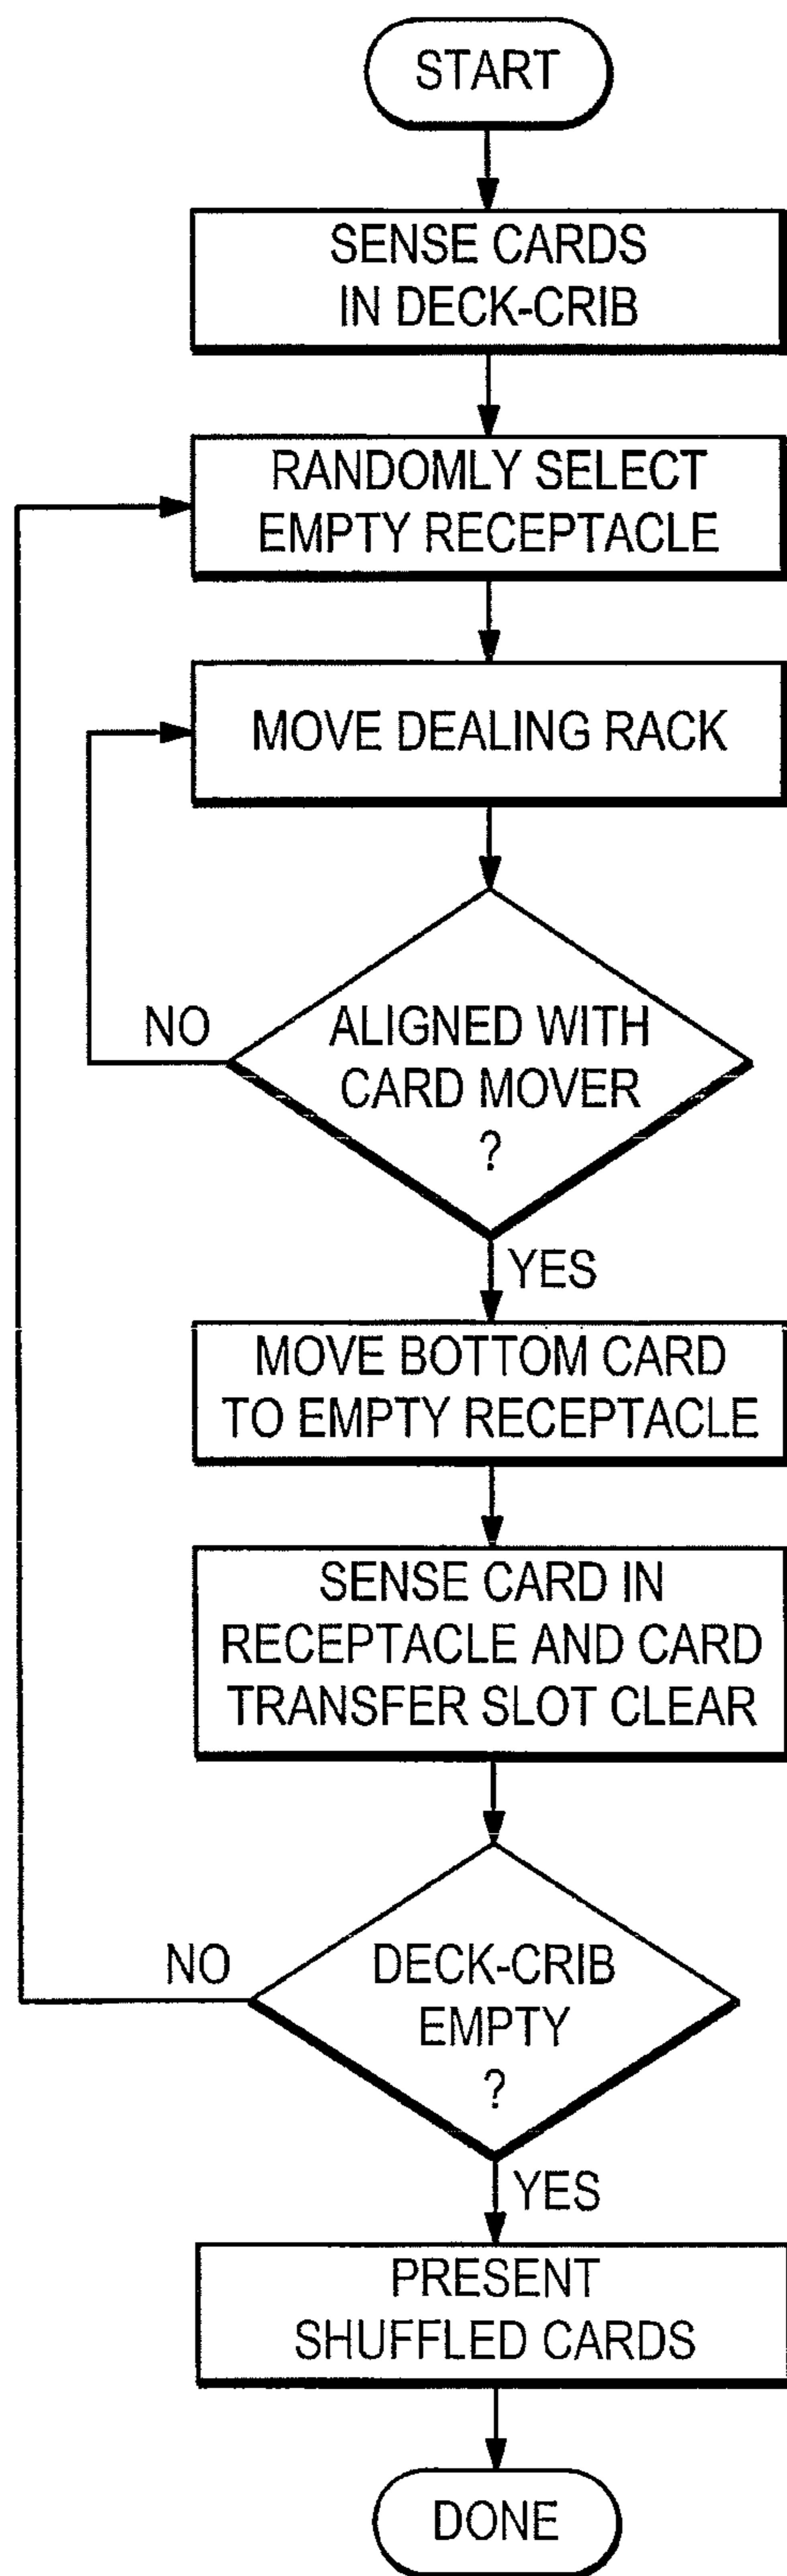 START
SENSE CARDS
IN DECK-CRIB
RANDOMLY SELECT
EMPTY RECEPTACLE
MOVE DEALING RACK
NO
ALIGNED WITH
CARD MOVER
?
YES
MOVE BOTTOM CARD
TO EMPTY RECEPTACLE
SENSE CARD IN
RECEPTACLE AND CARD
TRANSFER SLOT CLEAR
NO
DECK-CRIB
EMPTY
?
YES
PRESENT
SHUFFLED CARDS
DONE